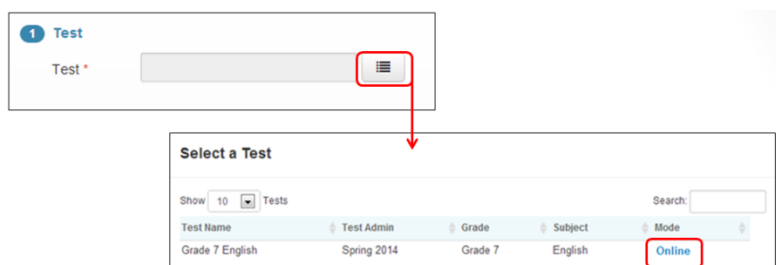 1 Test
Test *
Select a Test
Show 10 Tests Search:
Test Name Test Admin Grade Subject Mode
Grade 7 English Spring 2014 Grade 7 English Online